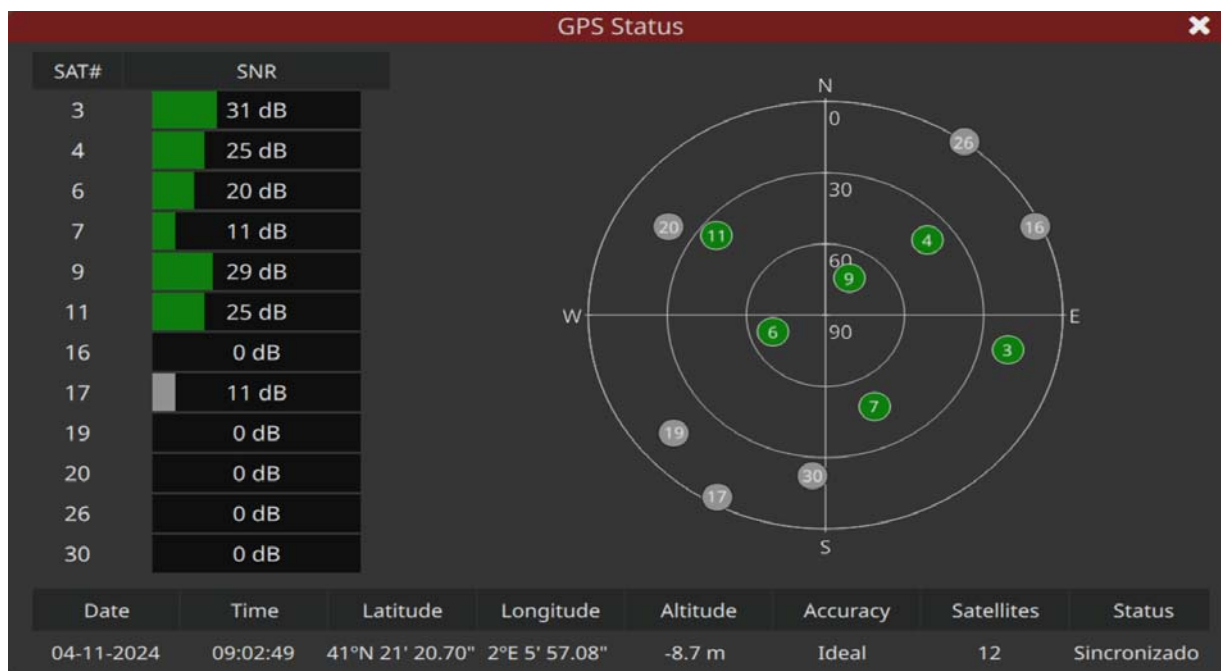 GPS Status
SAT# SNR
3 31 dB
4 25 dB
6 20 dB
7 11 dB
9 29 dB
11 25 dB
16 0 dB
17 11 dB
19 0 dB
20 0 dB
26 0 dB
30 0 dB
N
0
26
30
20
11
4
16
60
9
W
E
6
90
3
7
19
30
17
S
Date Time Latitude Longitude Altitude Accuracy Satellites Status
04-11-2024 09:02:49 41°N 21' 20.70" 2°E 5' 57.08" -8.7 m Ideal 12 Sincronizado